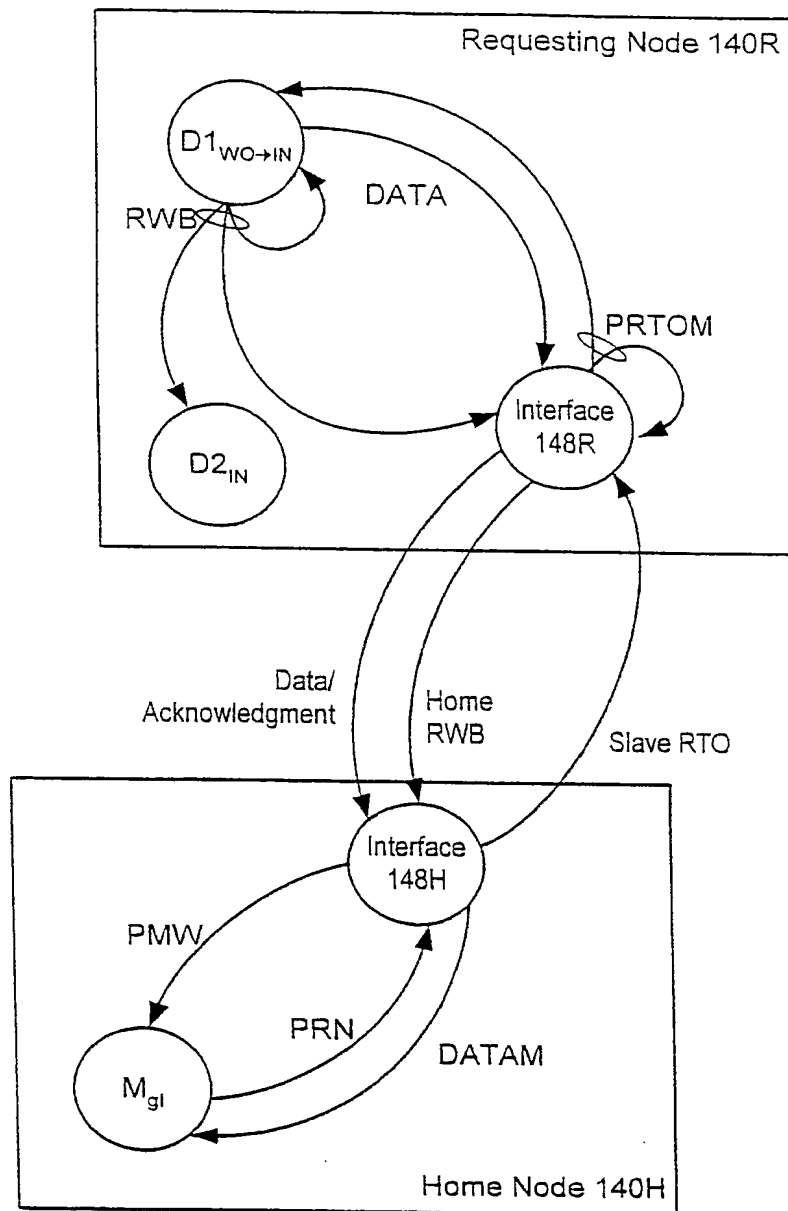 Requesting Node 140R
D1WO→IN
DATA
RWB
PRTOM
Interface
148R
D2IN
Data/
Acknowledgment
Home
RWB
Slave RTO
Interface
148H
PMW
PRN
DATAM
Mgl
Home Node 140H